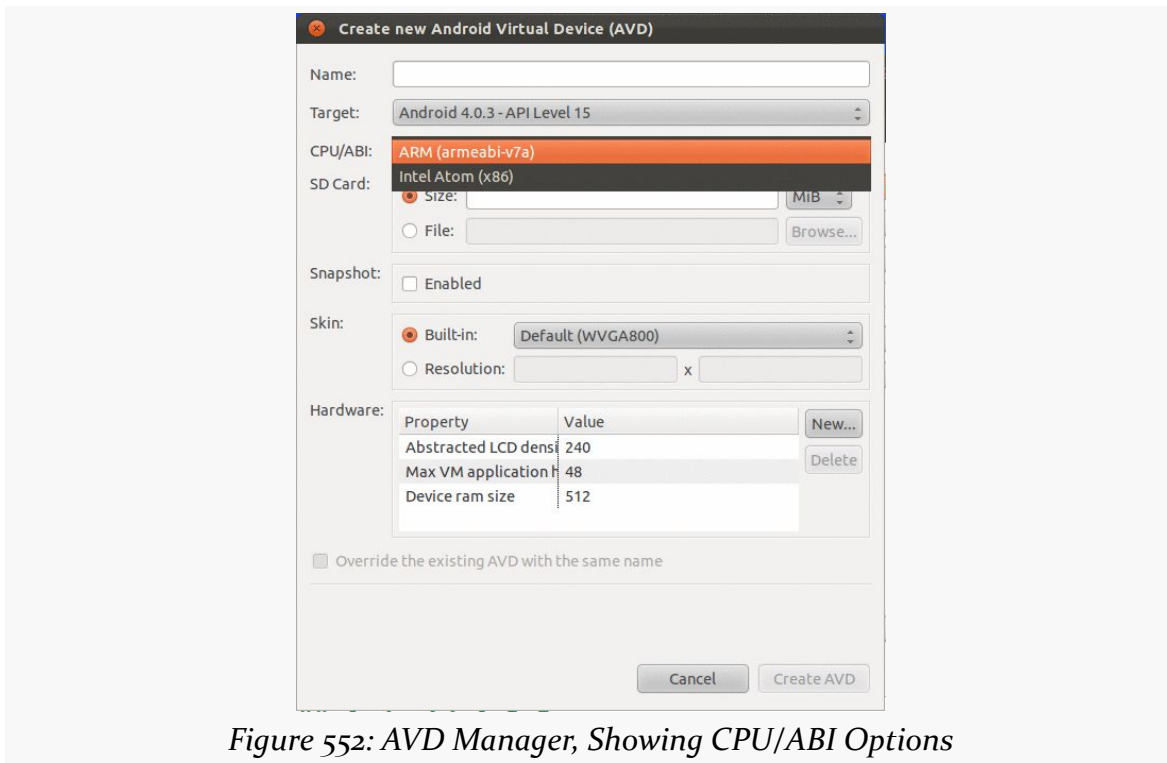 Create new Android Virtual Device (AVD)
Name:
Target: Android 4.0.3 - API Level 15
CPU/ABI: ARM (armeabi-v7a)
Intel Atom (x86)
SD Card:
Size: MiB
File: Browse...
Snapshot:
Enabled
Skin:
Built-in: Default (WVGA800)
Resolution: x
Hardware:
Property Value New...
Abstracted LCD densi 240
Delete
Max VM application h 48
Device ram size 512
Override the existing AVD with the same name
Cancel Create AVD
Figure 552: AVD Manager, Showing CPU/ABI Options